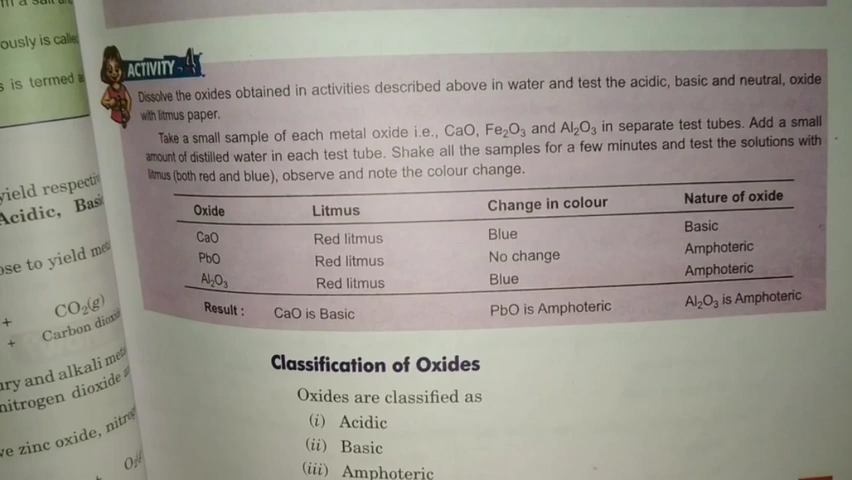 ously is calle
s is termed a
yield respecti
Acidic, Basi
ose to yield met
+ CO₂(g)
+ Carbon dioxi
ry and alkali met
nitrogen dioxide a
ve zinc oxide, nitro
ACTIVITY - 4
Dissolve the oxides obtained in activities described above in water and test the acidic, basic and neutral, oxide
with litmus paper.
Take a small sample of each metal oxide i.e., CaO, Fe₂O₃ and Al₂O₃ in separate test tubes. Add a small
amount of distilled water in each test tube. Shake all the samples for a few minutes and test the solutions with
litmus (both red and blue), observe and note the colour change.
Oxide Litmus Change in colour Nature of oxide
CaO Red litmus Blue Basic
PbO Red litmus No change Amphoteric
Al₂O₃ Red litmus Blue Amphoteric
Result : CaO is Basic PbO is Amphoteric Al₂O₃ is Amphoteric
Classification of Oxides
Oxides are classified as
(i) Acidic
(ii) Basic
(iii) Amphoteric